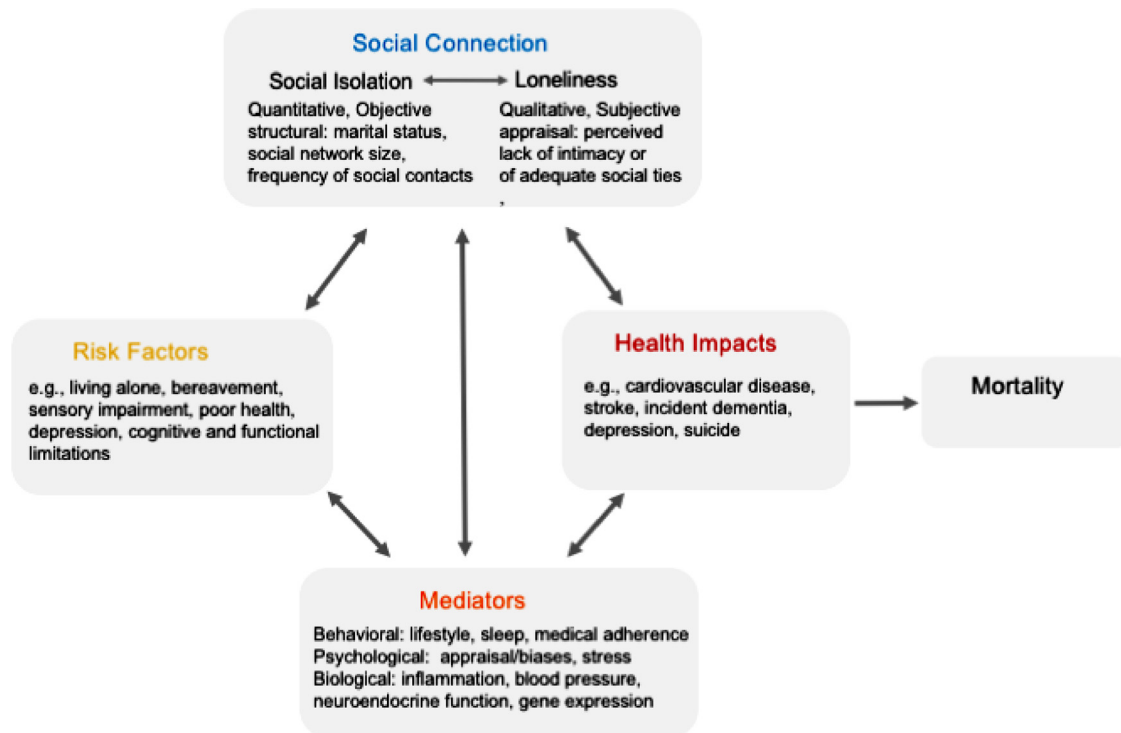 Social Connection
Social Isolation
Loneliness
Quantitative, Objective
structural: marital status,
social network size,
frequency of social contacts
Qualitative, Subjective
appraisal: perceived
lack of intimacy or
of adequate social ties
,
Risk Factors
e.g., living alone, bereavement,
sensory impairment, poor health,
depression, cognitive and functional
limitations
Health Impacts
e.g., cardiovascular disease,
stroke, incident dementia,
depression, suicide
Mortality
Mediators
Behavioral: lifestyle, sleep, medical adherence
Psychological: appraisal/biases, stress
Biological: inflammation, blood pressure,
neuroendocrine function, gene expression